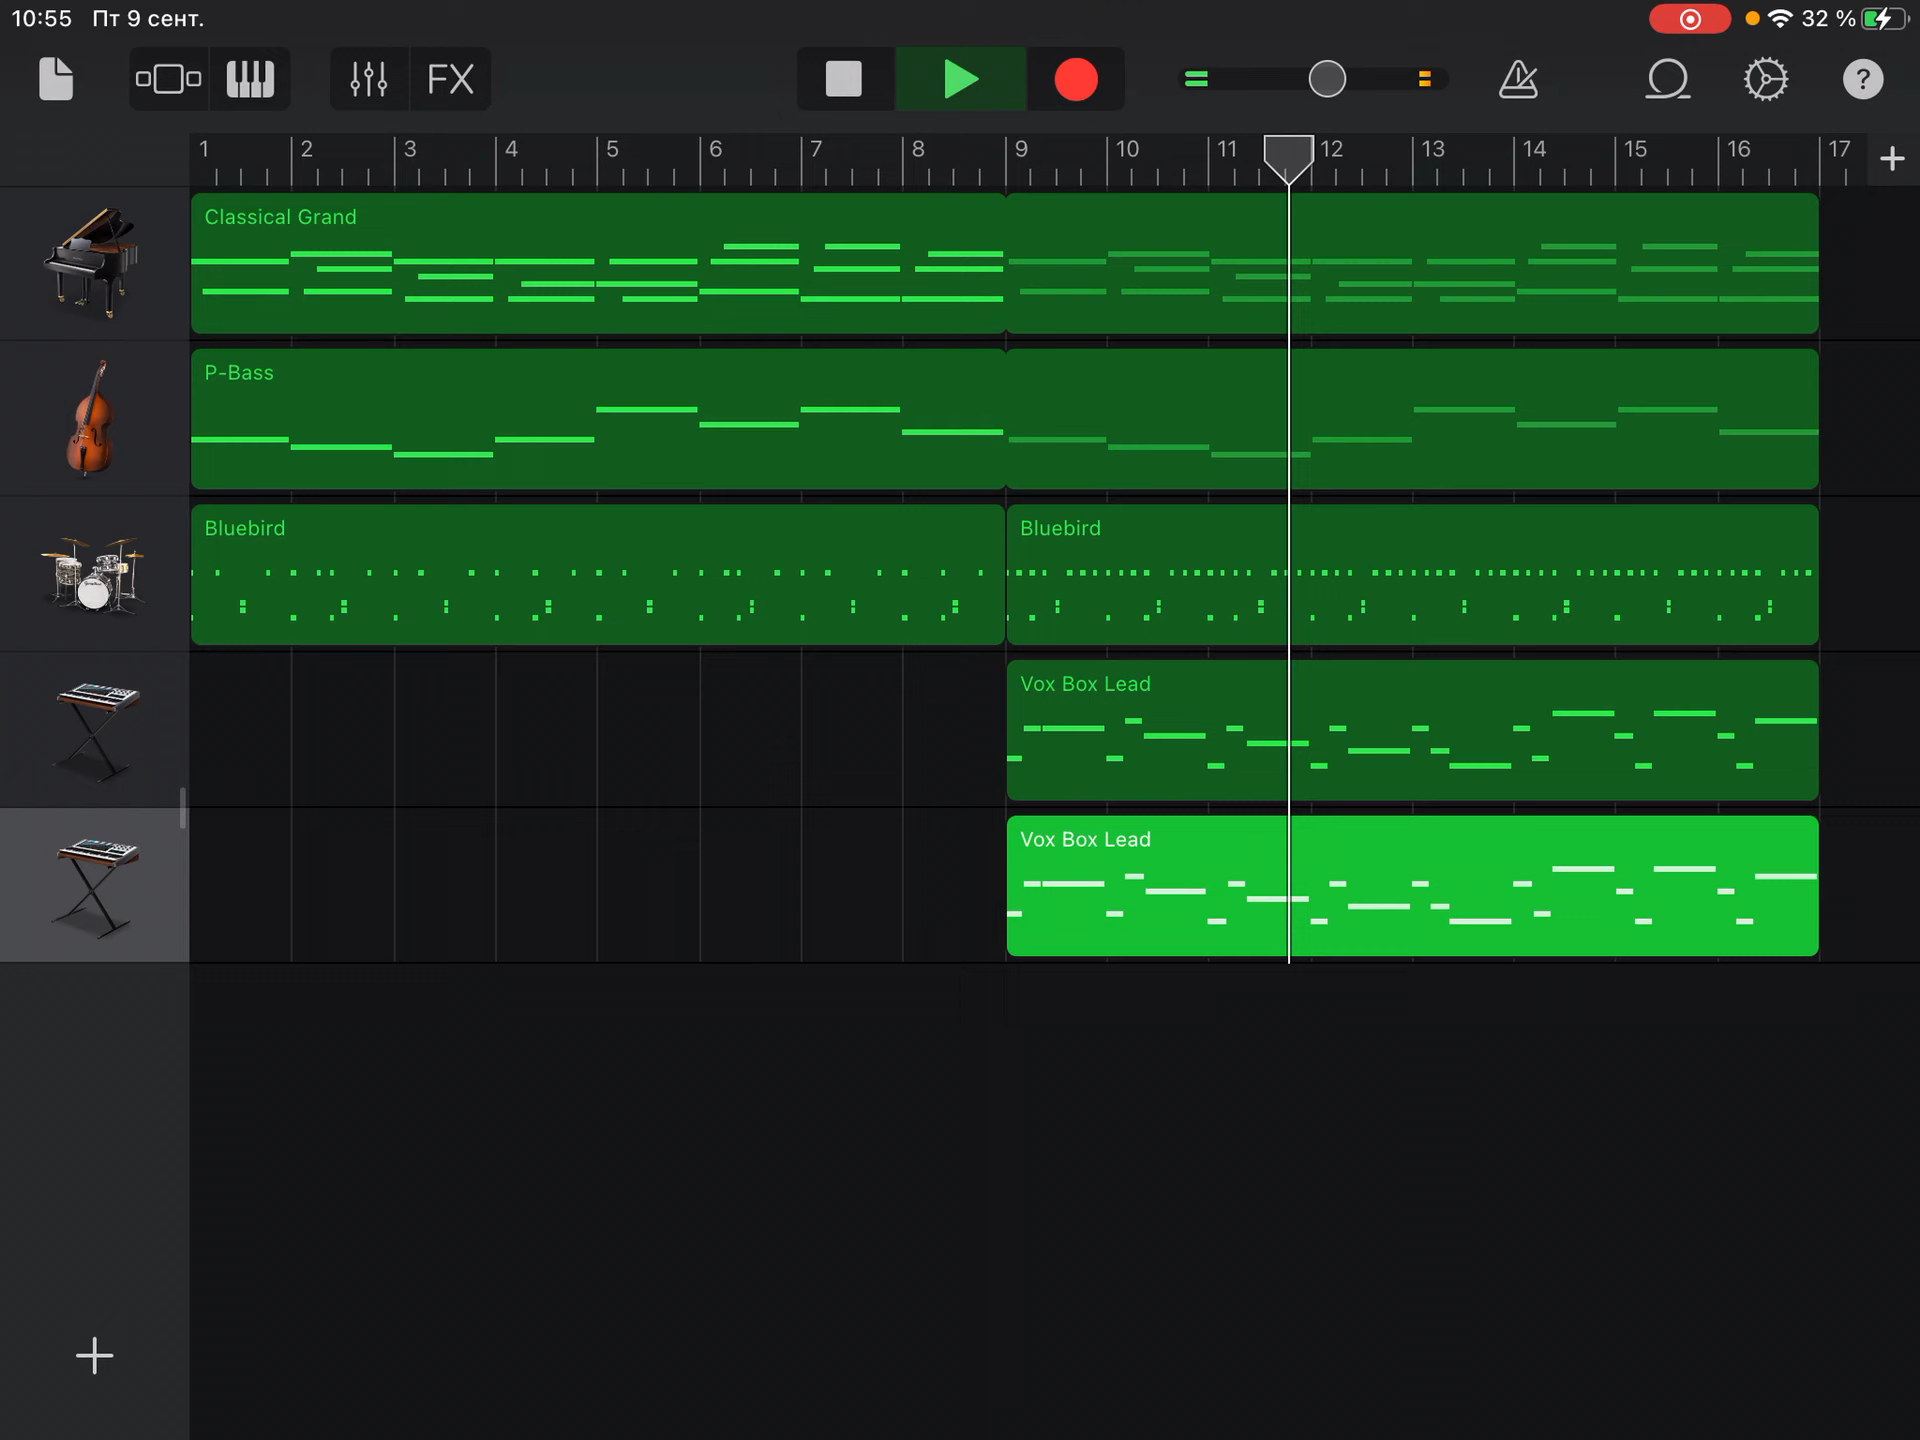 10:55 Пт 9 сент. 32 %
FX ?
1 2 3 4 5 6 7 8 9 10 11 12 13 14 15 16 17
Classical Grand
P-Bass
Bluebird Bluebird
Vox Box Lead
Vox Box Lead